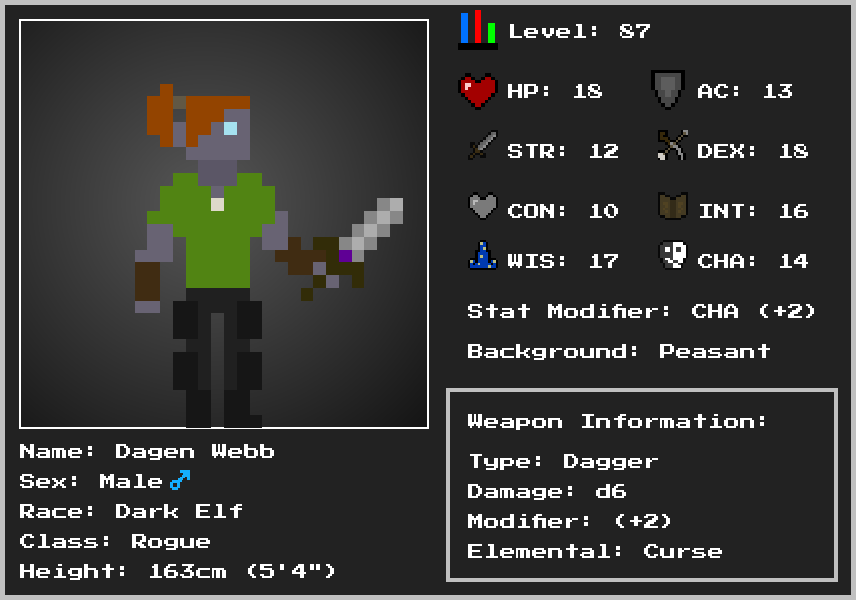 Level: 87
HP: 18 AC: 13
STR: 12 DEX: 18
CON: 10 INT: 16
WIS: 17 CHA: 14
Stat Modifier: CHA (+2)
Background: Peasant
Weapon Information:
Type: Dagger
Damage: d6
Modifier: (+2)
Elemental: Curse
Name: Dagen Webb
Sex: Male♂
Race: Dark Elf
Class: Rogue
Height: 163cm (5'4")